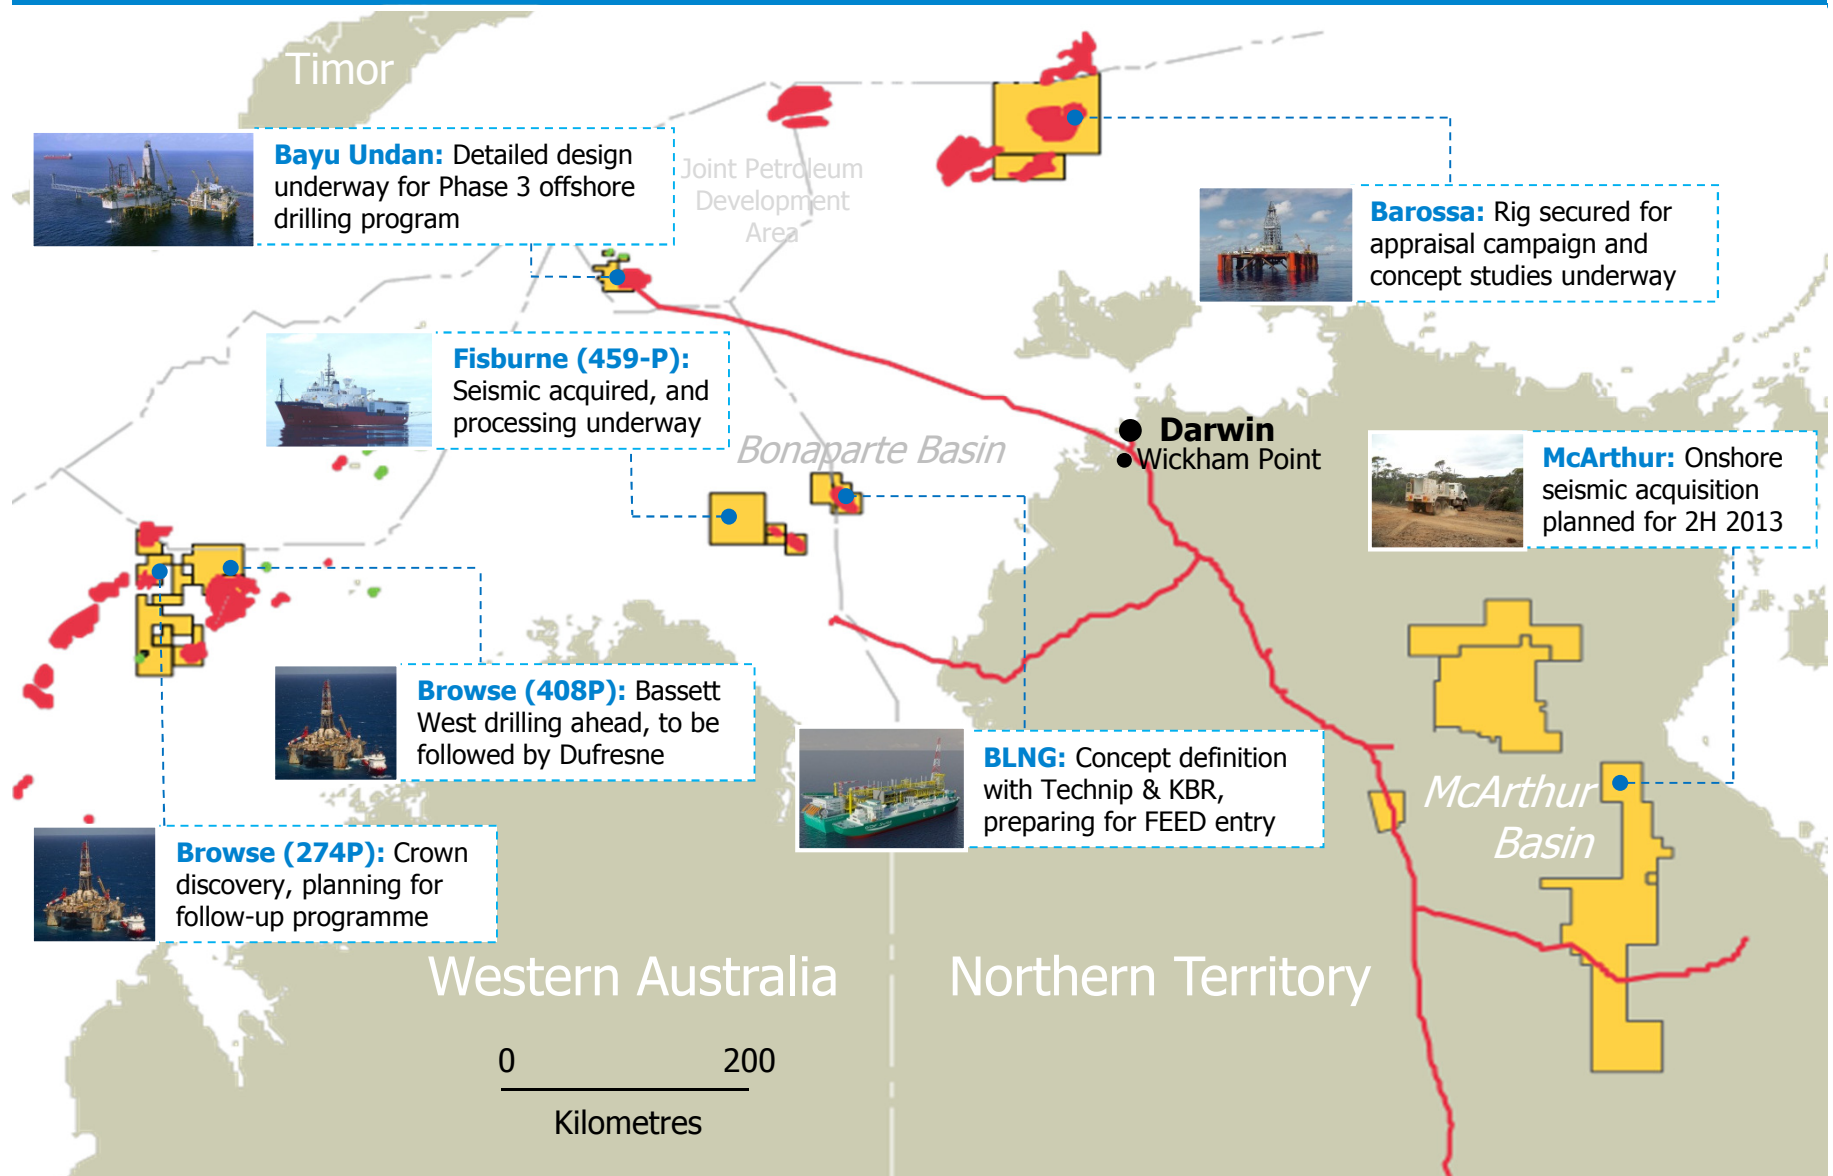 Timor
Bayu Undan: Detailed design
underway for Phase 3 offshore
drilling program
Joint Petroleum
Development
Area
Barossa: Rig secured for
appraisal campaign and
concept studies underway
Fisburne (459-P):
Seismic acquired, and
processing underway
Bonaparte Basin
Darwin
Wickham Point
McArthur: Onshore
seismic acquisition
planned for 2H 2013
Browse (408P): Bassett
West drilling ahead, to be
followed by Dufresne
BLNG: Concept definition
with Technip & KBR,
preparing for FEED entry
McArthur
Basin
Browse (274P): Crown
discovery, planning for
follow-up programme
Western Australia
Northern Territory
0 200
Kilometres